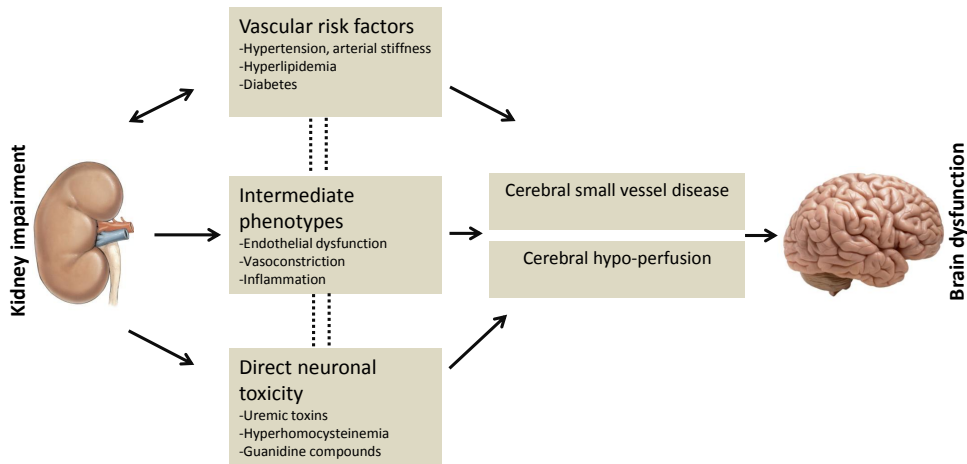 Kidney impairment
Vascular risk factors
-Hypertension, arterial stiffness
-Hyperlipidemia
-Diabetes
Intermediate
phenotypes
-Endothelial dysfunction
-Vasoconstriction
-Inflammation
Direct neuronal
toxicity
-Uremic toxins
-Hyperhomocysteinemia
-Guanidine compounds
Cerebral small vessel disease
Cerebral hypo-perfusion
Brain dysfunction